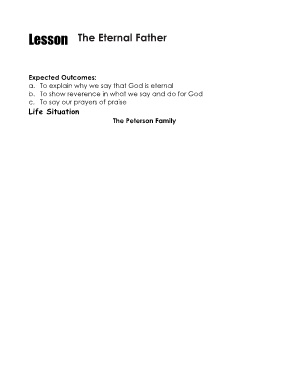 Lesson The Eternal Father
Expected Outcomes:
a. To explain why we say that God is eternal
b. To show reverence in what we say and do for God
c. To say our prayers of praise
Life Situation
The Peterson Family